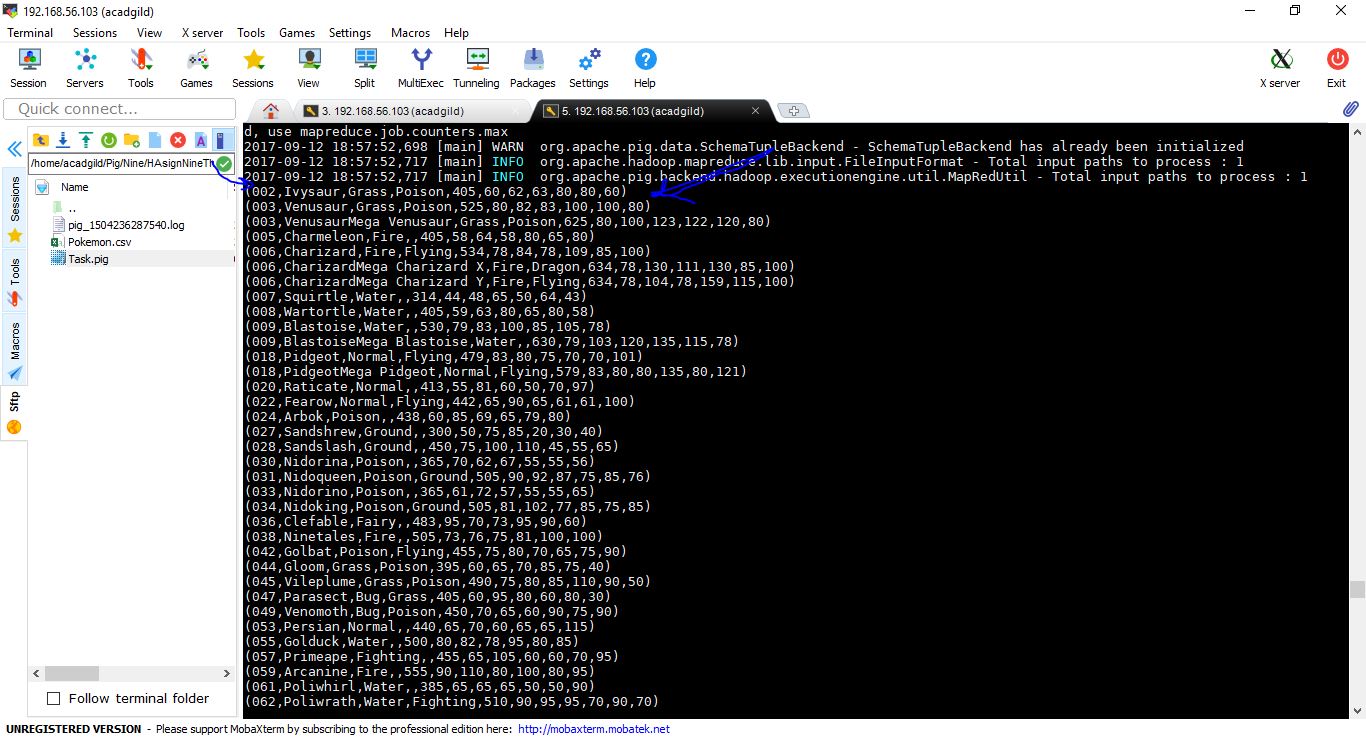 192.168.56.103 (acadgild)
Terminal Sessions View X server Tools Games Settings Macros Help
Session Servers Tools Games Sessions View Split MultiExec Tunneling Packages Settings Help X server Exit
Quick connect...
3. 192.168.56.103 (acadgild)
5. 192.168.56.103 (acadgild)
/home/acadgild/Pig/Nine/HAsignNineTh
Name
..
pig_1504236287540.log
Pokemon.csv
Task.pig
Sessions
Tools
Macros
Sftp
d, use mapreduce.job.counters.max
2017-09-12 18:57:52,698 [main] WARN  org.apache.pig.data.SchemaTupleBackend - SchemaTupleBackend has already been initialized
2017-09-12 18:57:52,717 [main] INFO  org.apache.hadoop.mapreduce.lib.input.FileInputFormat - Total input paths to process : 1
2017-09-12 18:57:52,717 [main] INFO  org.apache.pig.backend.hadoop.executionengine.util.MapRedUtil - Total input paths to process : 1
(002,Ivysaur,Grass,Poison,405,60,62,63,80,80,60)
(003,Venusaur,Grass,Poison,525,80,82,83,100,100,80)
(003,VenusaurMega Venusaur,Grass,Poison,625,80,100,123,122,120,80)
(005,Charmeleon,Fire,,405,58,64,58,80,65,80)
(006,Charizard,Fire,Flying,534,78,84,78,109,85,100)
(006,CharizardMega Charizard X,Fire,Dragon,634,78,130,111,130,85,100)
(006,CharizardMega Charizard Y,Fire,Flying,634,78,104,78,159,115,100)
(007,Squirtle,Water,,314,44,48,65,50,64,43)
(008,Wartortle,Water,,405,59,63,80,65,80,58)
(009,Blastoise,Water,,530,79,83,100,85,105,78)
(009,BlastoiseMega Blastoise,Water,,630,79,103,120,135,115,78)
(018,Pidgeot,Normal,Flying,479,83,80,75,70,70,101)
(018,PidgeotMega Pidgeot,Normal,Flying,579,83,80,80,135,80,121)
(020,Raticate,Normal,,413,55,81,60,50,70,97)
(022,Fearow,Normal,Flying,442,65,90,65,61,61,100)
(024,Arbok,Poison,,438,60,85,69,65,79,80)
(027,Sandshrew,Ground,,300,50,75,85,20,30,40)
(028,Sandslash,Ground,,450,75,100,110,45,55,65)
(030,Nidorina,Poison,,365,70,62,67,55,55,56)
(031,Nidoqueen,Poison,Ground,505,90,92,87,75,85,76)
(033,Nidorino,Poison,,365,61,72,57,55,55,65)
(034,Nidoking,Poison,Ground,505,81,102,77,85,75,85)
(036,Clefable,Fairy,,483,95,70,73,95,90,60)
(038,Ninetales,Fire,,505,73,76,75,81,100,100)
(042,Golbat,Poison,Flying,455,75,80,70,65,75,90)
(044,Gloom,Grass,Poison,395,60,65,70,85,75,40)
(045,Vileplume,Grass,Poison,490,75,80,85,110,90,50)
(047,Parasect,Bug,Grass,405,60,95,80,60,80,30)
(049,Venomoth,Bug,Poison,450,70,65,60,90,75,90)
(053,Persian,Normal,,440,65,70,60,65,65,115)
(055,Golduck,Water,,500,80,82,78,95,80,85)
(057,Primeape,Fighting,,455,65,105,60,60,70,95)
(059,Arcanine,Fire,,555,90,110,80,100,80,95)
(061,Poliwhirl,Water,,385,65,65,65,50,50,90)
(062,Poliwrath,Water,Fighting,510,90,95,95,70,90,70)
Follow terminal folder
UNREGISTERED VERSION - Please support MobaXterm by subscribing to the professional edition here: http://mobaxterm.mobatek.net